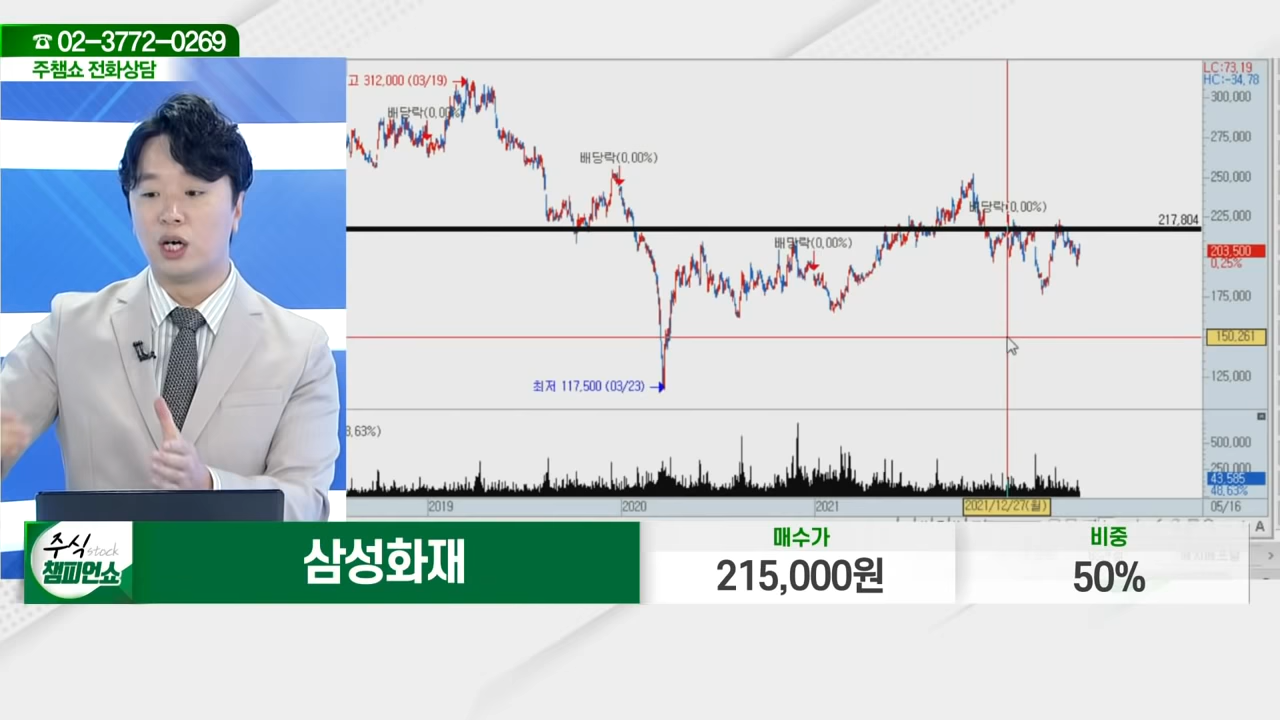 ☎ 02-3772-0269
주챔쇼 전화상담
고 312,000 (03/19)
배당락(0,00%)
배당락(0,00%)
배당락(0,00%)
배당락(0,00%)
217,804
최저 117,500 (03/23)
LC:73,19
HC:-34,78
300,000
275,000
250,000
225,000
203,500
0,25%
175,000
150,261
125,000
8,63%)
500,000
250,000
43,585
48,63%
2019
2020
2021
2021/12/27(월)
05/16
A
주식 stock
챔피언쇼
삼성화재
매수가
215,000원
비중
50%